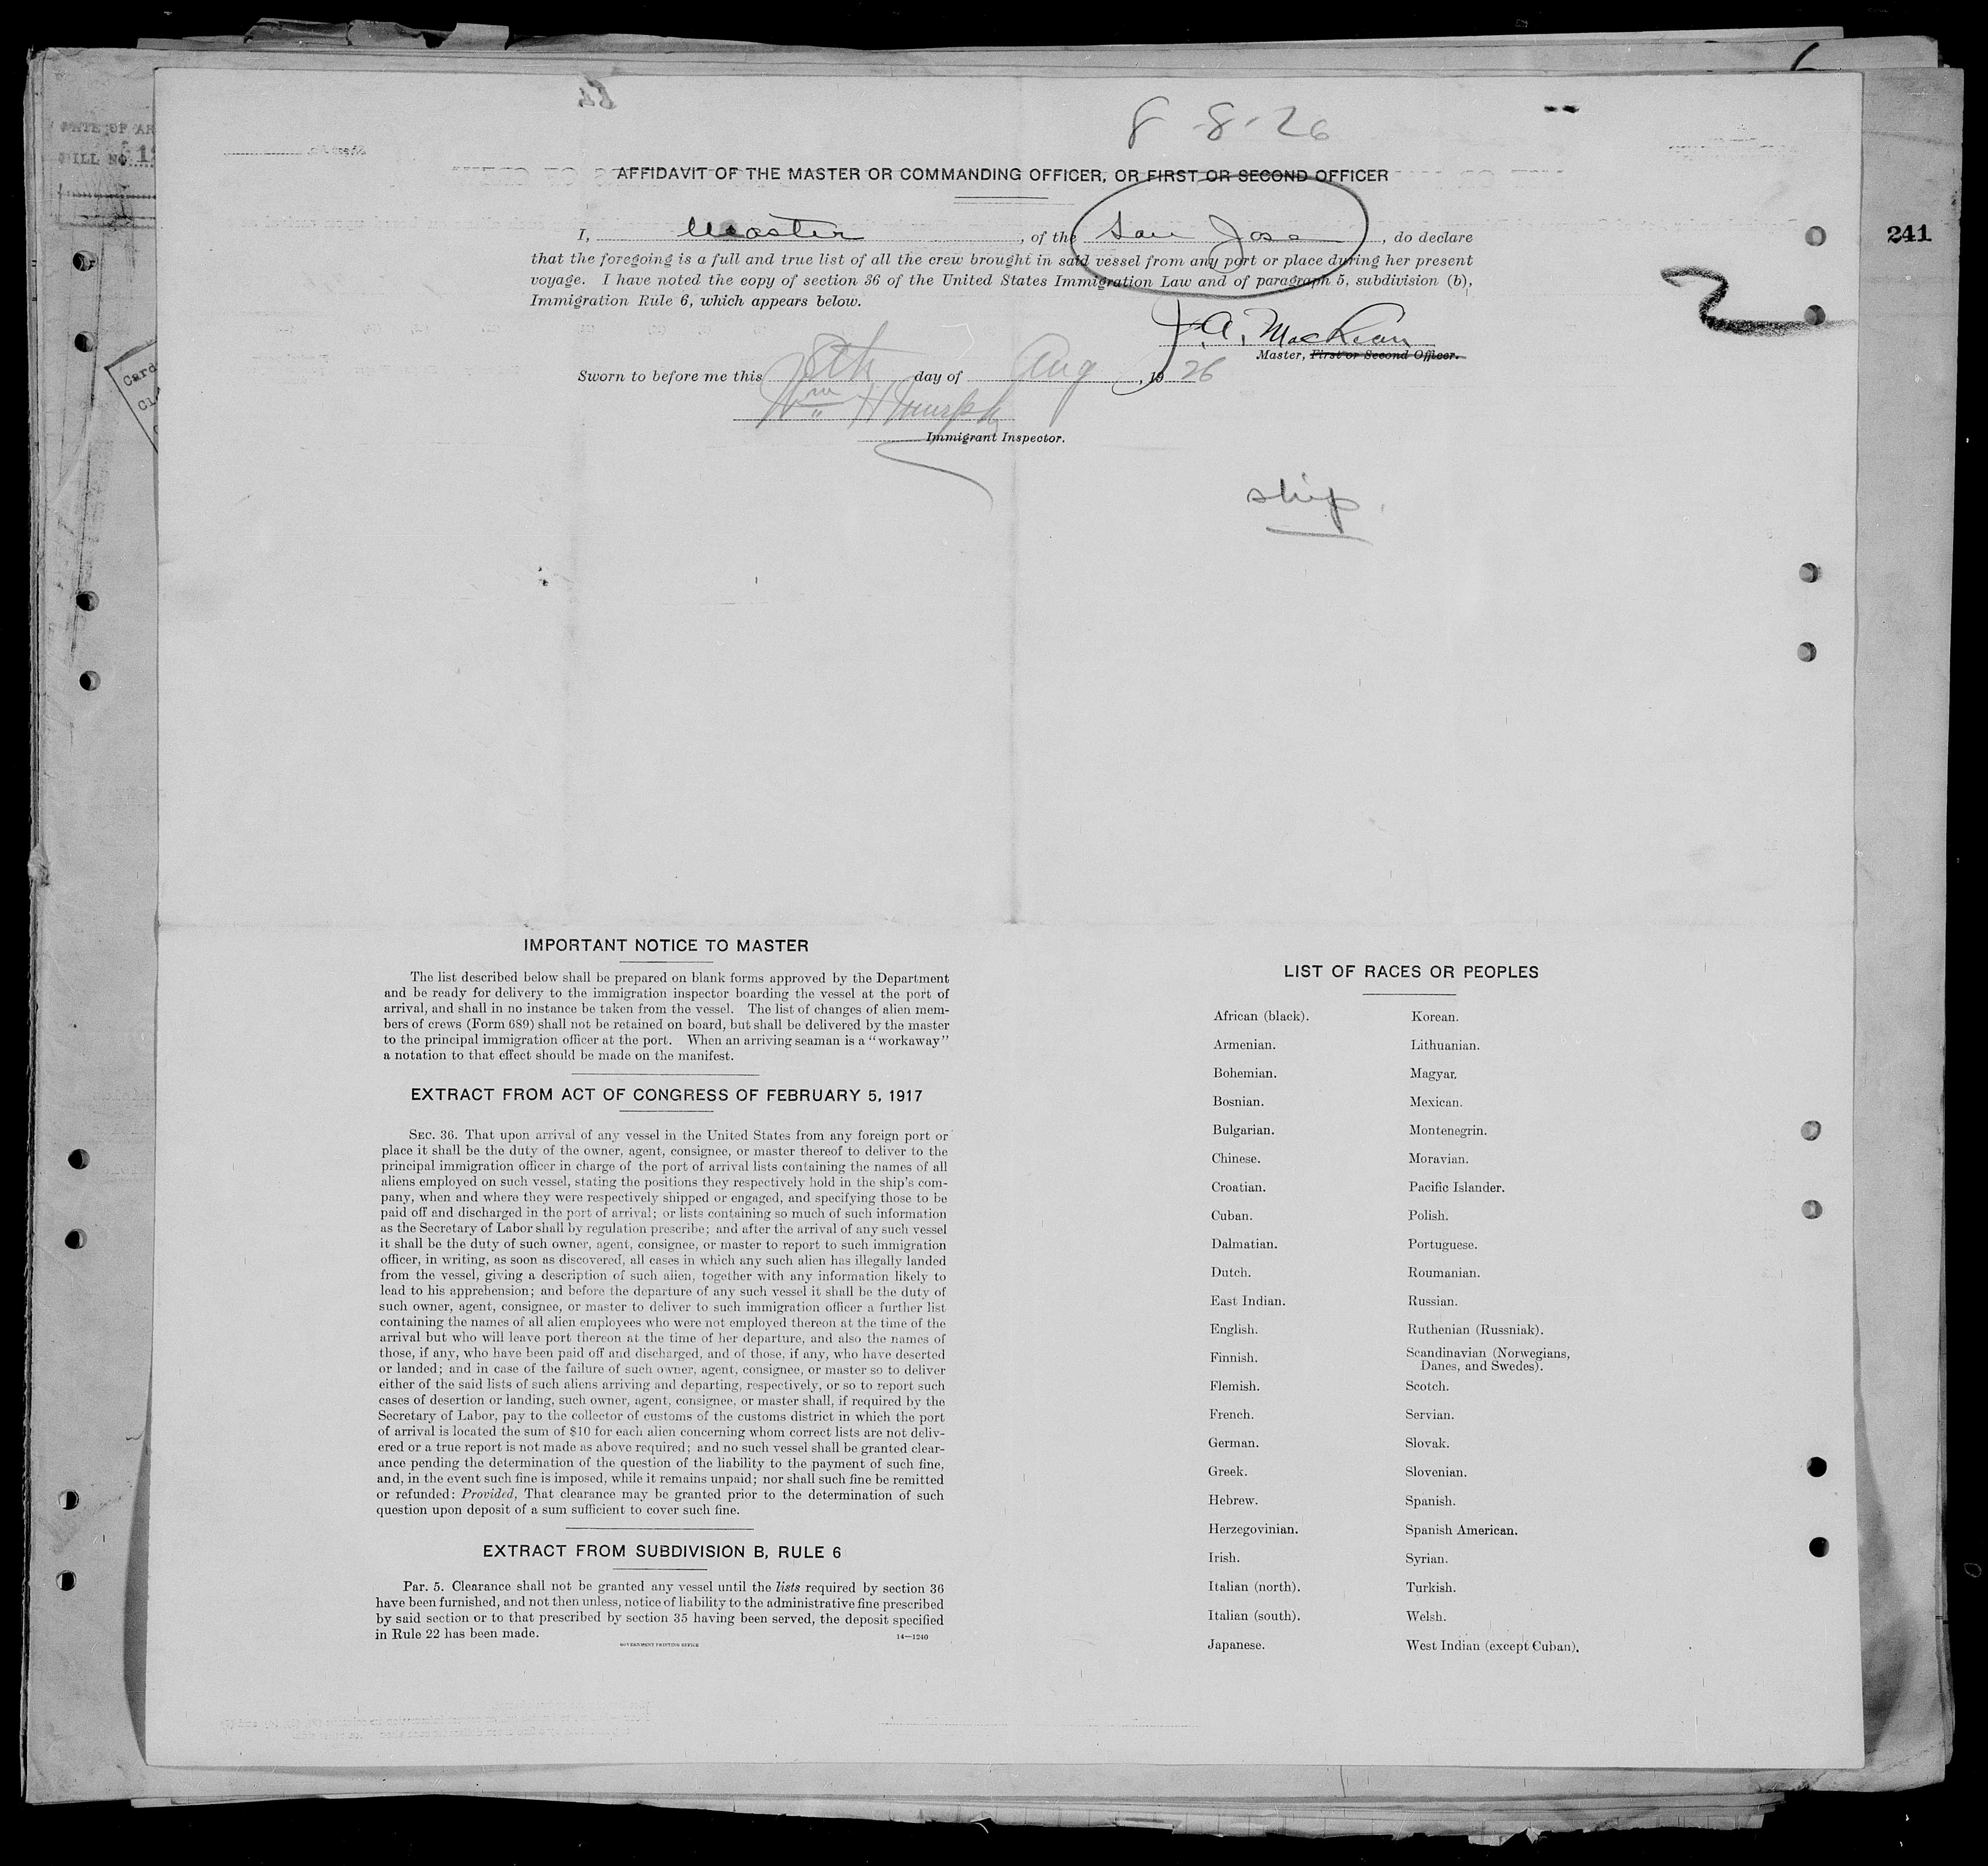 8-8-26
AFFIDAVIT OF THE MASTER OR COMMANDING OFFICER, OR FIRST OR SECOND OFFICER
I, Master, of the San Jose, do declare
that the foregoing is a full and true list of all the crew brought in said vessel from any port or place during her present
voyage. I have noted the copy of section 36 of the United States Immigration Law and of paragraph 5, subdivision (b),
Immigration Rule 6, which appears below.
J. A. MacLean
Master, First or Second Officer.
Sworn to before me this 8th day of Aug, 1926
Wm H Murphy
Immigrant Inspector.
ship.
241
2
DATE OF AR
BILL No
Card
IMPORTANT NOTICE TO MASTER
The list described below shall be prepared on blank forms approved by the Department
and be ready for delivery to the immigration inspector boarding the vessel at the port of
arrival, and shall in no instance be taken from the vessel. The list of changes of alien mem-
bers of crews (Form 689) shall not be retained on board, but shall be delivered by the master
to the principal immigration officer at the port. When an arriving seaman is a "workaway"
a notation to that effect should be made on the manifest.
EXTRACT FROM ACT OF CONGRESS OF FEBRUARY 5, 1917
SEC. 36. That upon arrival of any vessel in the United States from any foreign port or
place it shall be the duty of the owner, agent, consignee, or master thereof to deliver to the
principal immigration officer in charge of the port of arrival lists containing the names of all
aliens employed on such vessel, stating the positions they respectively hold in the ship's com-
pany, when and where they were respectively shipped or engaged, and specifying those to be
paid off and discharged in the port of arrival; or lists containing so much of such information
as the Secretary of Labor shall by regulation prescribe; and after the arrival of any such vessel
it shall be the duty of such owner, agent, consignee, or master to report to such immigration
officer, in writing, as soon as discovered, all cases in which any such alien has illegally landed
from the vessel, giving a description of such alien, together with any information likely to
lead to his apprehension; and before the departure of any such vessel it shall be the duty of
such owner, agent, consignee, or master to deliver to such immigration officer a further list
containing the names of all alien employees who were not employed thereon at the time of the
arrival but who will leave port thereon at the time of her departure, and also the names of
those, if any, who have been paid off and discharged, and of those, if any, who have deserted
or landed; and in case of the failure of such owner, agent, consignee, or master so to deliver
either of the said lists of such aliens arriving and departing, respectively, or so to report such
cases of desertion or landing, such owner, agent, consignee, or master shall, if required by the
Secretary of Labor, pay to the collector of customs of the customs district in which the port
of arrival is located the sum of $10 for each alien concerning whom correct lists are not deliv-
ered or a true report is not made as above required; and no such vessel shall be granted clear-
ance pending the determination of the question of the liability to the payment of such fine,
and, in the event such fine is imposed, while it remains unpaid; nor shall such fine be remitted
or refunded: Provided, That clearance may be granted prior to the determination of such
question upon deposit of a sum sufficient to cover such fine.
EXTRACT FROM SUBDIVISION B, RULE 6
Par. 5. Clearance shall not be granted any vessel until the lists required by section 36
have been furnished, and not then unless, notice of liability to the administrative fine prescribed
by said section or to that prescribed by section 35 having been served, the deposit specified
in Rule 22 has been made.
GOVERNMENT PRINTING OFFICE 14—1240
LIST OF RACES OR PEOPLES
African (black).
Armenian.
Bohemian.
Bosnian.
Bulgarian.
Chinese.
Croatian.
Cuban.
Dalmatian.
Dutch.
East Indian.
English.
Finnish.
Flemish.
French.
German.
Greek.
Hebrew.
Herzegovinian.
Irish.
Italian (north).
Italian (south).
Japanese.
Korean.
Lithuanian.
Magyar.
Mexican.
Montenegrin.
Moravian.
Pacific Islander.
Polish.
Portuguese.
Roumanian.
Russian.
Ruthenian (Russniak).
Scandinavian (Norwegians,
Danes, and Swedes).
Scotch.
Servian.
Slovak.
Slovenian.
Spanish.
Spanish American.
Syrian.
Turkish.
Welsh.
West Indian (except Cuban).